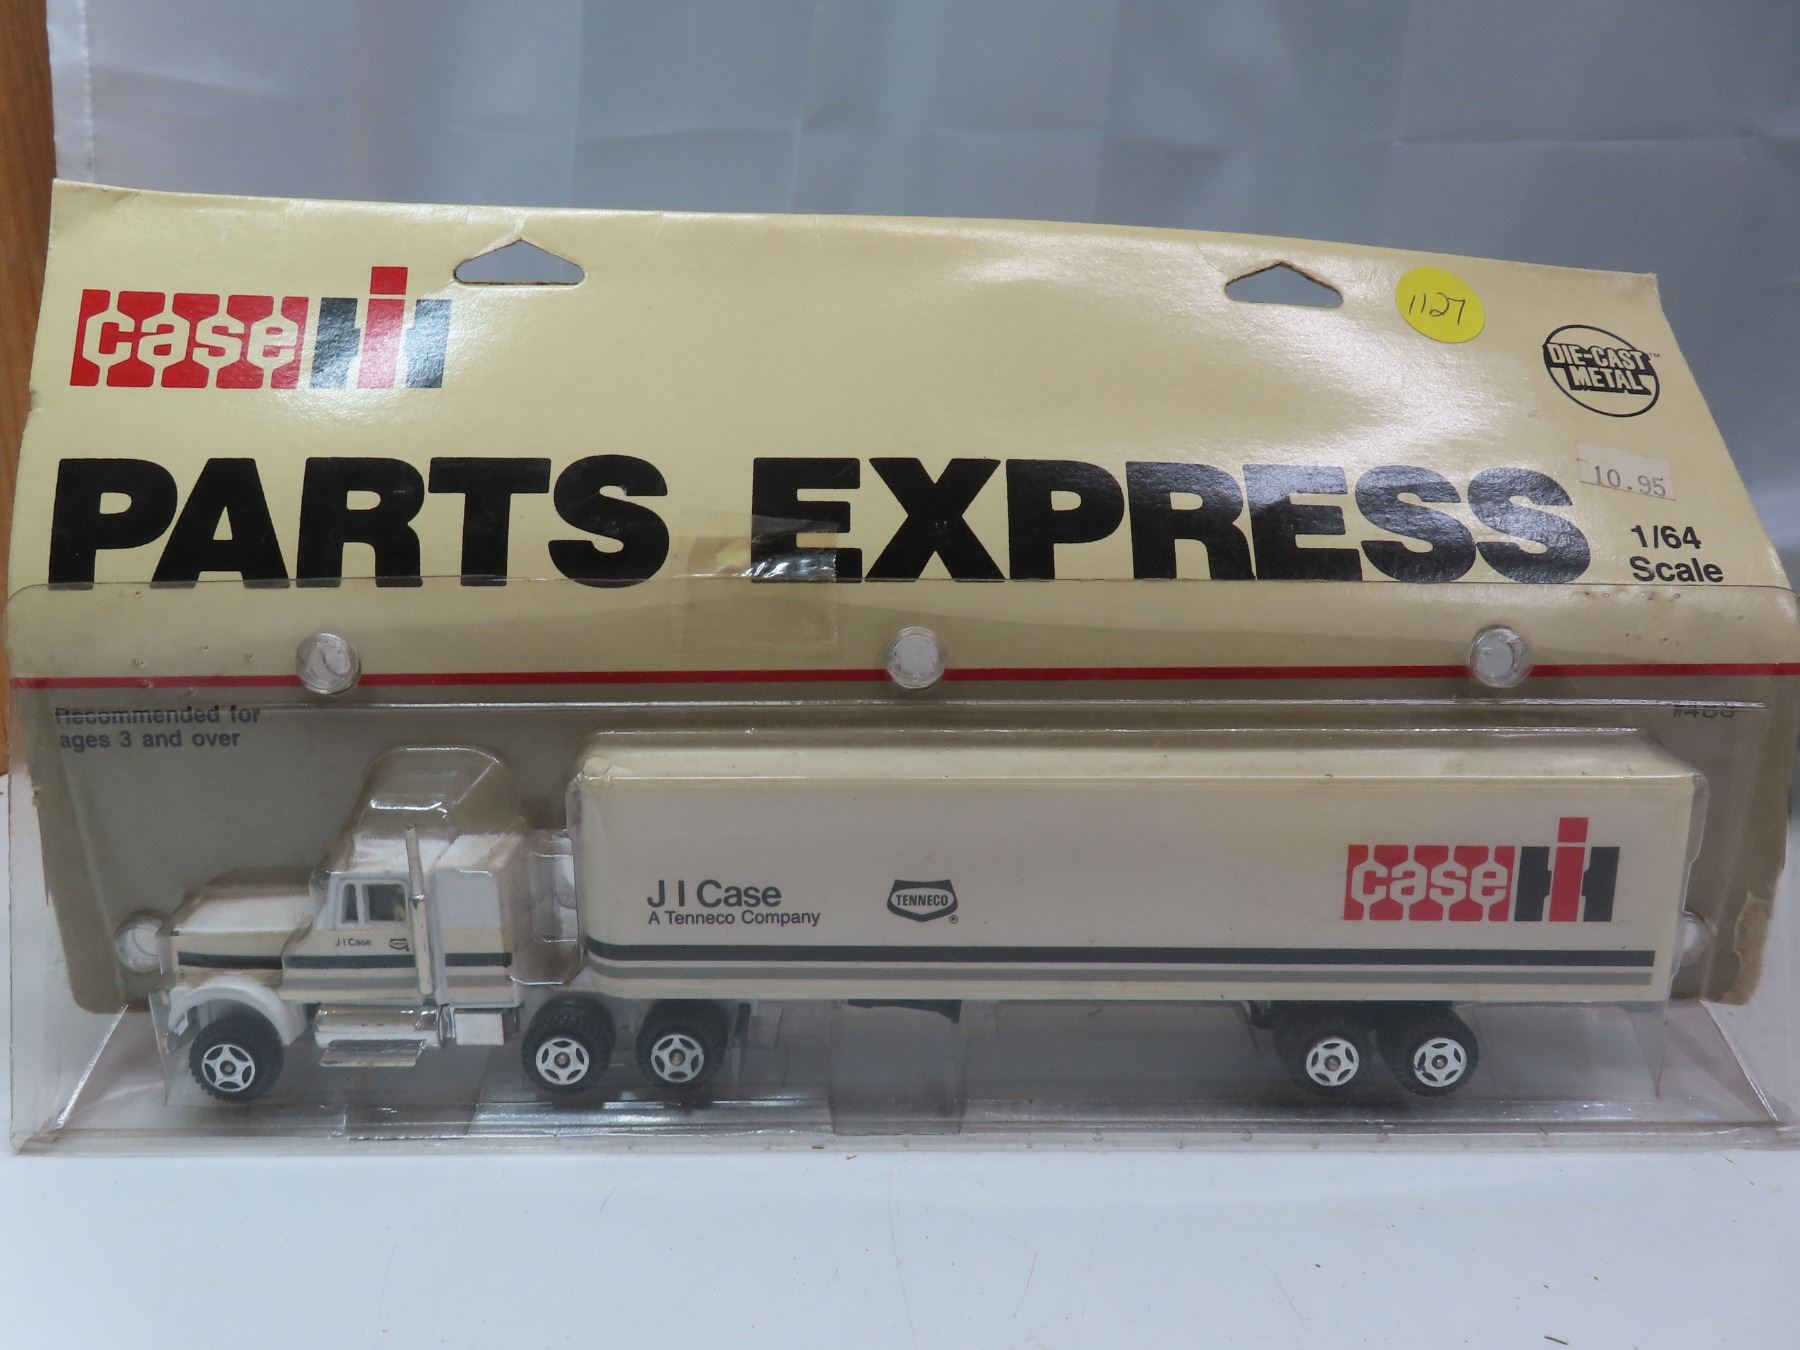 1127
case IH
DIE-CAST™
METAL
10.95
PARTS EXPRESS
1/64
Scale
Recommended for
ages 3 and over
J I Case
A Tenneco Company
TENNECO
®
case IH
J I Case